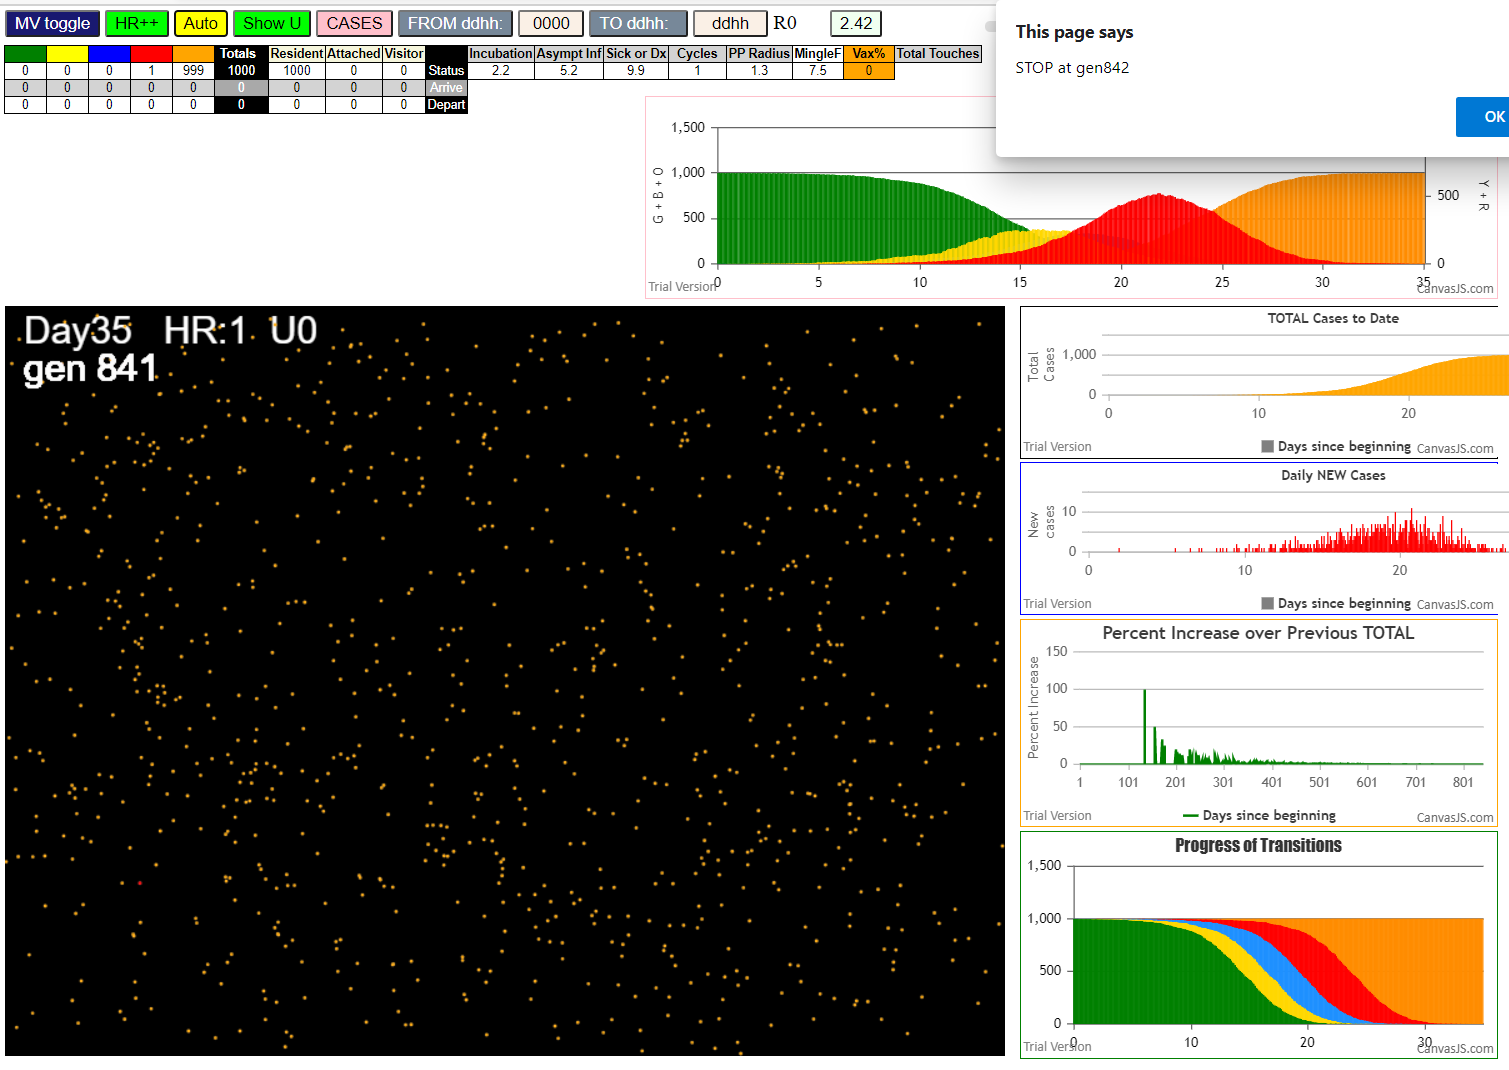 MV toggle HR++ Auto Show U CASES FROM ddhh: 0000 TO ddhh: ddhh R0 2.42
This page says
STOP at gen842
OK
Totals Resident Attached Visitor Incubation Asympt Inf Sick or Dx Cycles PP Radius MingleF Vax% Total Touches
0 0 0 1 999 1000 1000 0 0 Status 2.2 5.2 9.9 1 1.3 7.5 0
0 0 0 0 0 0 0 0 0 Arrive
0 0 0 0 0 0 0 0 0 Depart
1,500
1,000
500
0
G + B + O
500
0
Y + R
5 10 15 20 25 30 35
Trial Version
CanvasJS.com
Day35 HR:1 U0
gen 841
TOTAL Cases to Date
Total
Cases
1,000
0
0 10 20
Days since beginning
Trial Version
CanvasJS.com
Daily NEW Cases
New
cases
10
0
0 10 20
Days since beginning
Trial Version
CanvasJS.com
Percent Increase over Previous TOTAL
Percent Increase
150
100
50
0
1 101 201 301 401 501 601 701 801
Days since beginning
Trial Version
CanvasJS.com
Progress of Transitions
1,500
1,000
500
0
0 10 20 30
Trial Version
CanvasJS.com